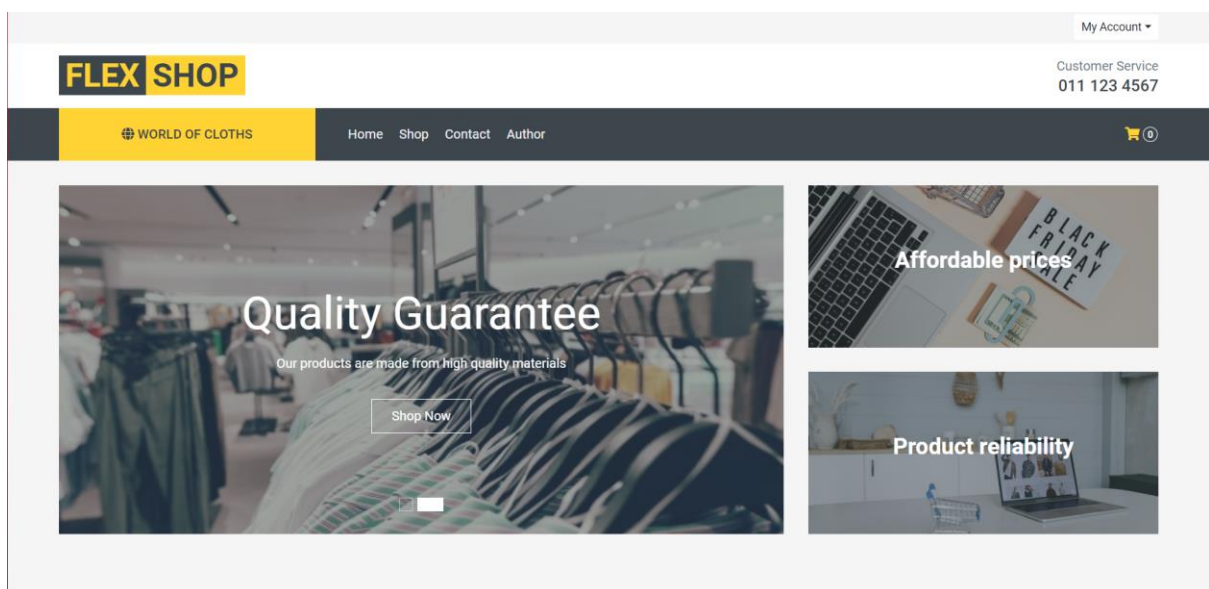 My Account
FLEX SHOP
Customer Service
011 123 4567
WORLD OF CLOTHS
Home Shop Contact Author
0
Quality Guarantee
Our products are made from high quality materials
Shop Now
BLACK
FRIDAY
SALE
Affordable prices
Product reliability